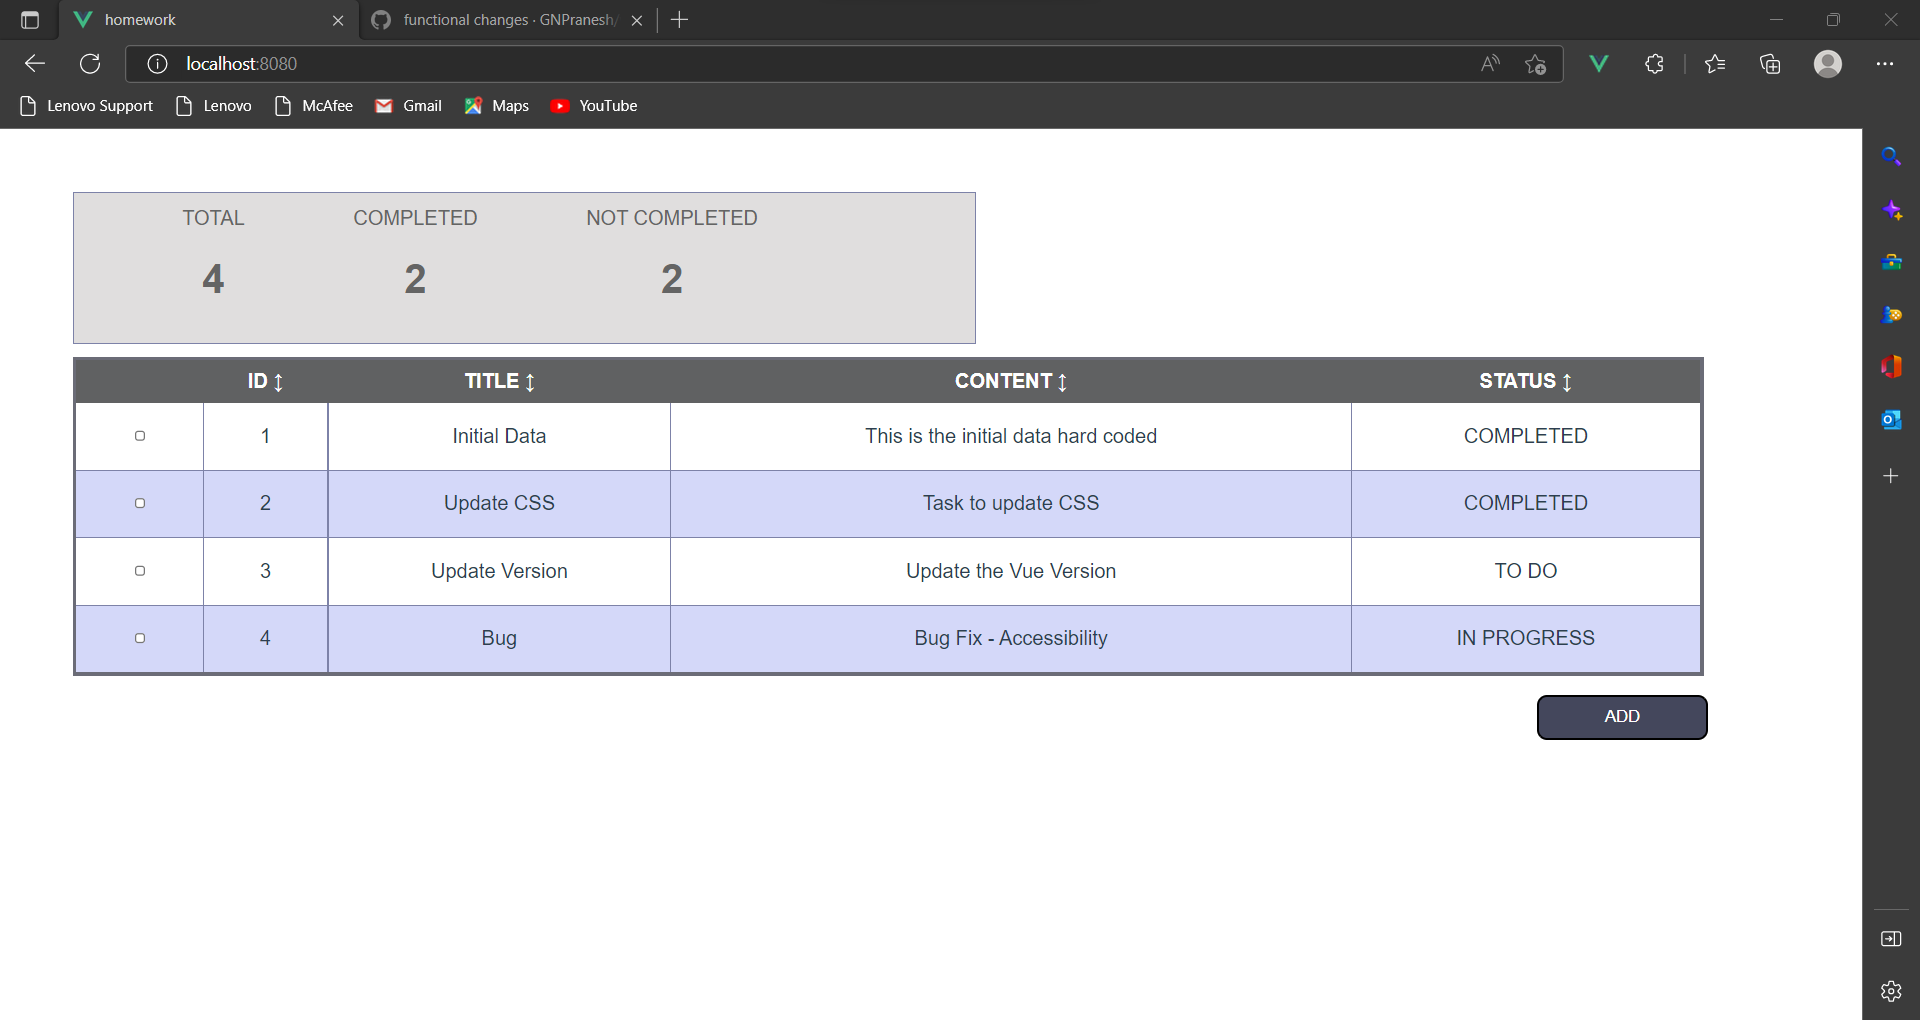 homework
functional changes · GNPranesh/
localhost:8080
Lenovo Support Lenovo McAfee Gmail Maps YouTube
TOTAL COMPLETED NOT COMPLETED
4 2 2
ID↕ TITLE↕ CONTENT↕ STATUS↕
1 Initial Data This is the initial data hard coded COMPLETED
2 Update CSS Task to update CSS COMPLETED
3 Update Version Update the Vue Version TO DO
4 Bug Bug Fix - Accessibility IN PROGRESS
ADD